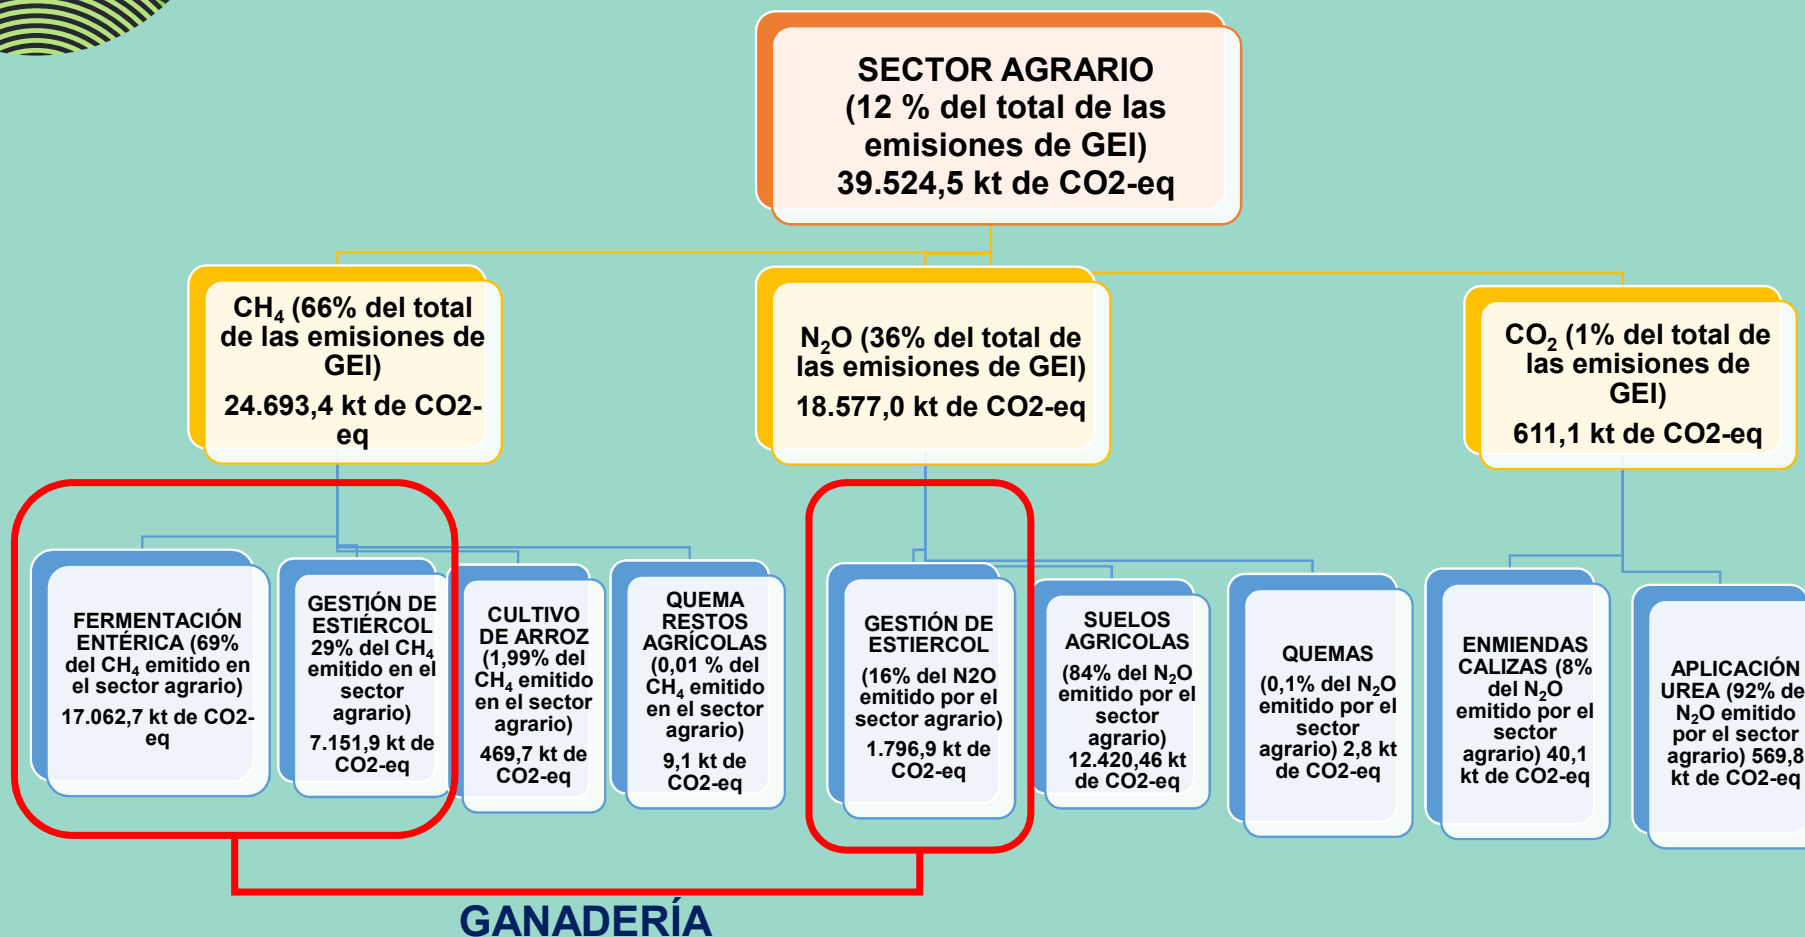 SECTOR AGRARIO
(12 % del total de las
emisiones de GEI)
39.524,5 kt de CO2-eq
CH₄ (66% del total
de las emisiones de
GEI)
24.693,4 kt de CO2-
eq
N₂O (36% del total de
las emisiones de GEI)
18.577,0 kt de CO2-eq
CO₂ (1% del total de
las emisiones de
GEI)
611,1 kt de CO2-eq
FERMENTACIÓN
ENTÉRICA (69%
del CH₄ emitido en
el sector agrario)
17.062,7 kt de CO2-
eq
GESTIÓN DE
ESTIÉRCOL
29% del CH₄
emitido en el
sector
agrario)
7.151,9 kt de
CO2-eq
CULTIVO
DE ARROZ
(1,99% del
CH₄ emitido
en el sector
agrario)
469,7 kt de
CO2-eq
QUEMA
RESTOS
AGRÍCOLAS
(0,01 % del
CH₄ emitido
en el sector
agrario)
9,1 kt de
CO2-eq
GESTIÓN DE
ESTIERCOL
(16% del N2O
emitido por el
sector agrario)
1.796,9 kt de
CO2-eq
SUELOS
AGRICOLAS
(84% del N₂O
emitido por el
sector
agrario)
12.420,46 kt
de CO2-eq
QUEMAS
(0,1% del N₂O
emitido por el
sector
agrario) 2,8 kt
de CO2-eq
ENMIENDAS
CALIZAS (8%
del N₂O
emitido por el
sector
agrario) 40,1
kt de CO2-eq
APLICACIÓN
UREA (92% de
N₂O emitido
por el sector
agrario) 569,8
kt de CO2-eq
GANADERÍA